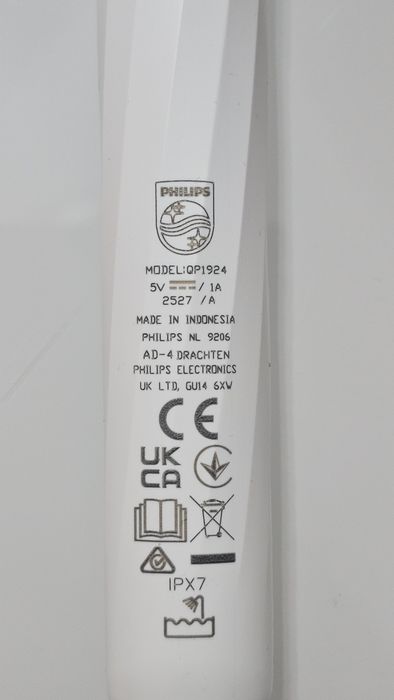 PHILIPS
MODEL:QP1924
5V / 1A
2527 /A
MADE IN INDONESIA
PHILIPS NL 9206
AD-4 DRACHTEN
PHILIPS ELECTRONICS
UK LTD, GU14 6XW
CE
UK
CA
IPX7